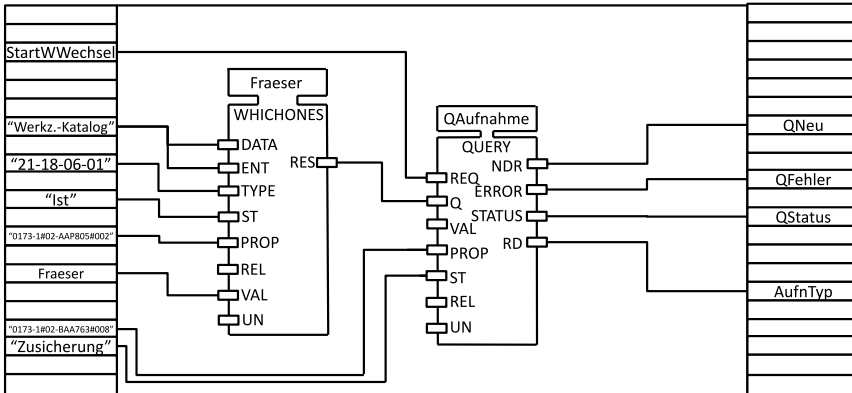 StartWWechsel
“Werkz.-Katalog”
“21-18-06-01”
“Ist”
“0173-1#02-AAP805#002”
Fraeser
“0173-1#02-BAA763#008”
“Zusicherung”
Fraeser
WHICHONES
DATA
ENT
TYPE
ST
PROP
REL
VAL
UN
RES
QAufnahme
QUERY
REQ
Q
VAL
PROP
ST
REL
UN
NDR
ERROR
STATUS
RD
QNeu
QFehler
QStatus
AufnTyp